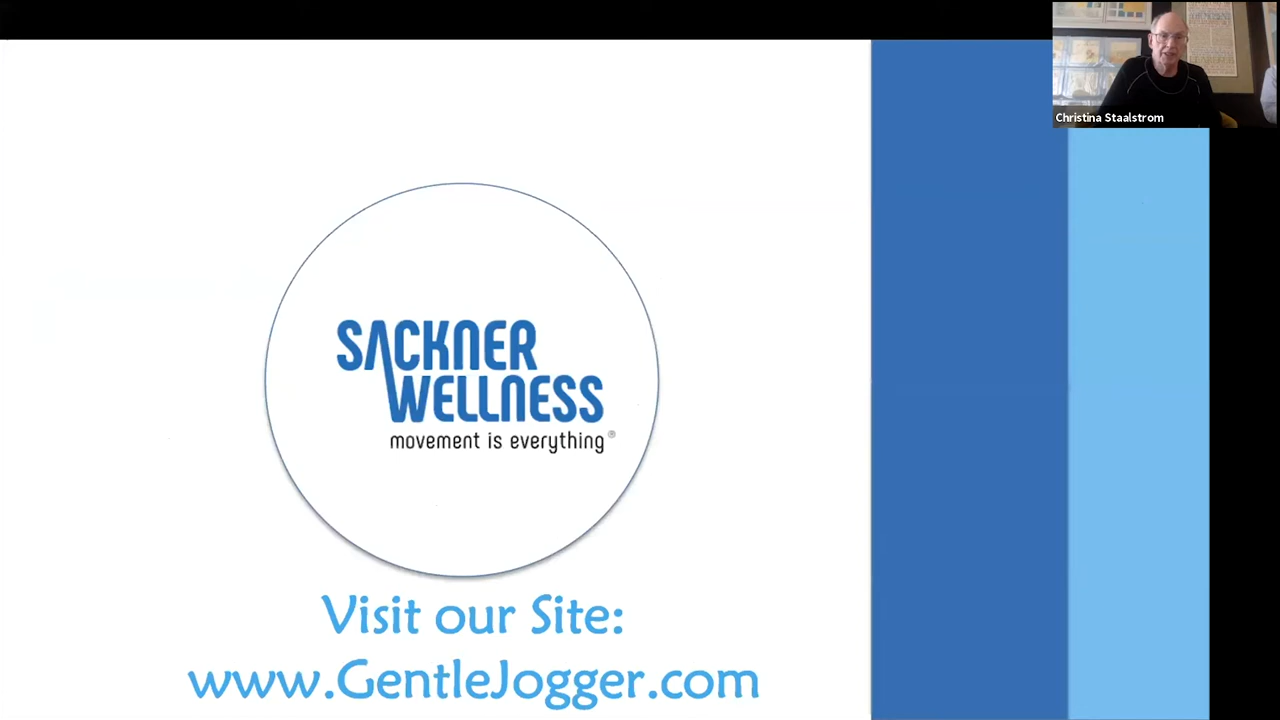 Christina Staalstrom
SACKNER
WELLNESS
movement is everything®
Visit our Site:
www.GentleJogger.com